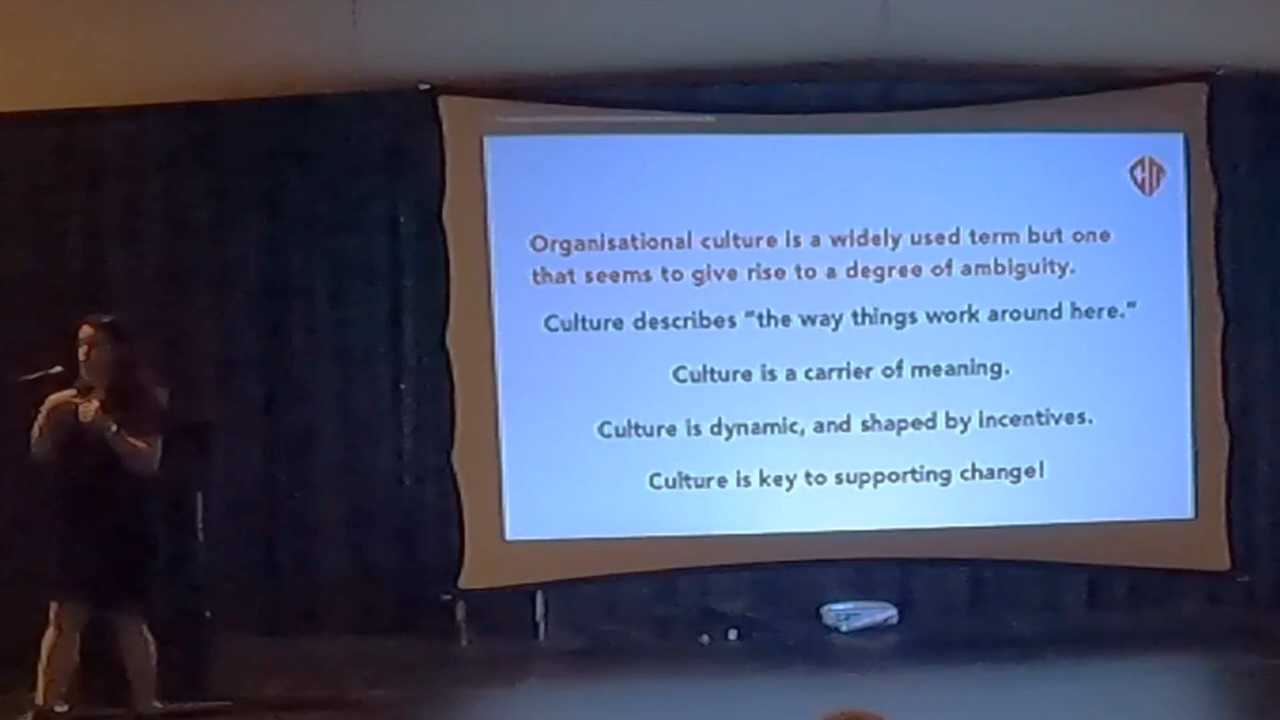 Organisational culture is a widely used term but one
that seems to give rise to a degree of ambiguity.
Culture describes "the way things work around here."
Culture is a carrier of meaning.
Culture is dynamic, and shaped by incentives.
Culture is key to supporting change!